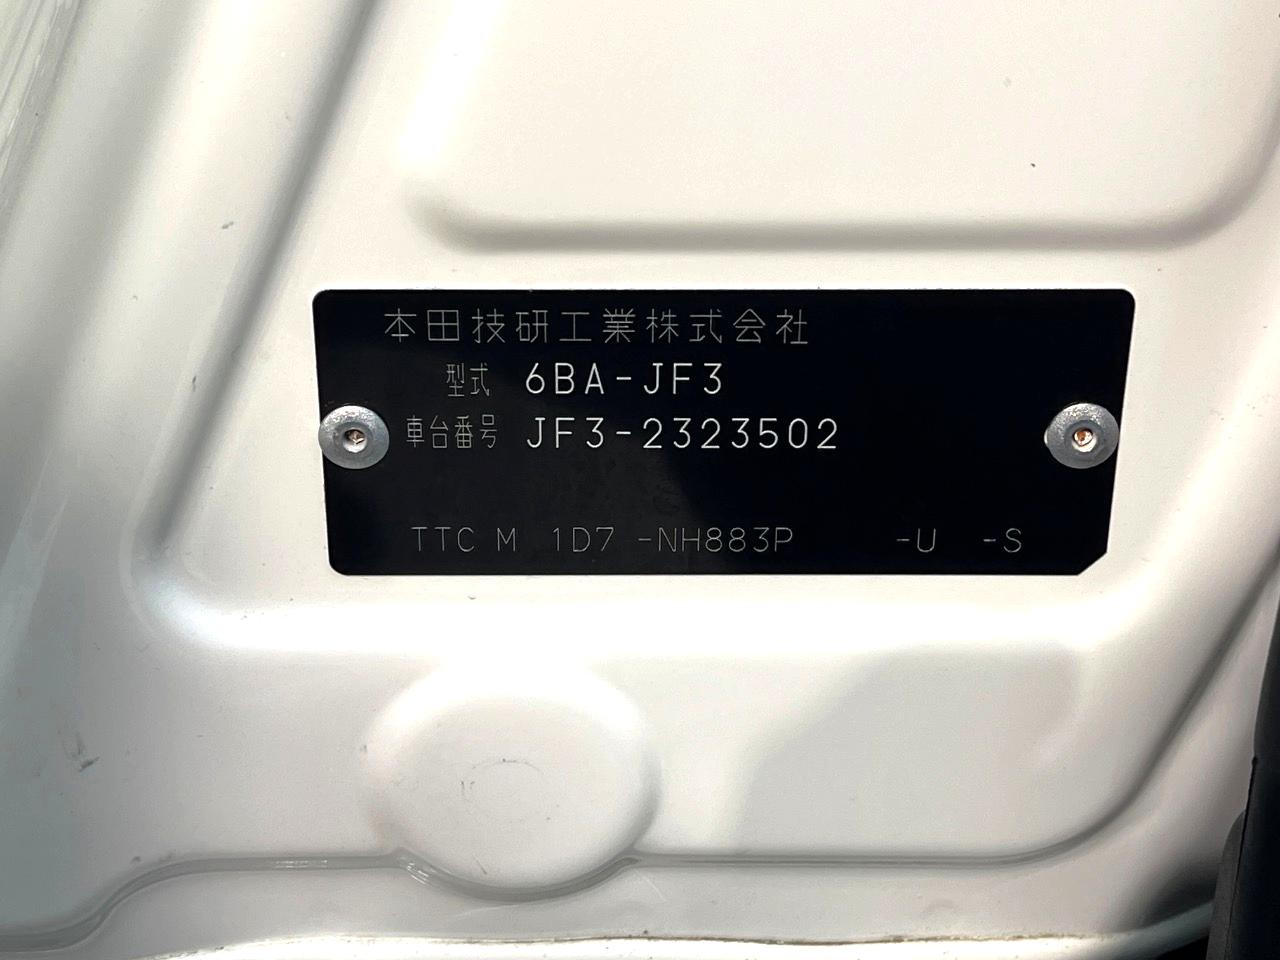 本田技研工業株式会社
型式 6BA-JF3
車台番号 JF3-2323502
TTC M 1D7 -NH883P -U -S